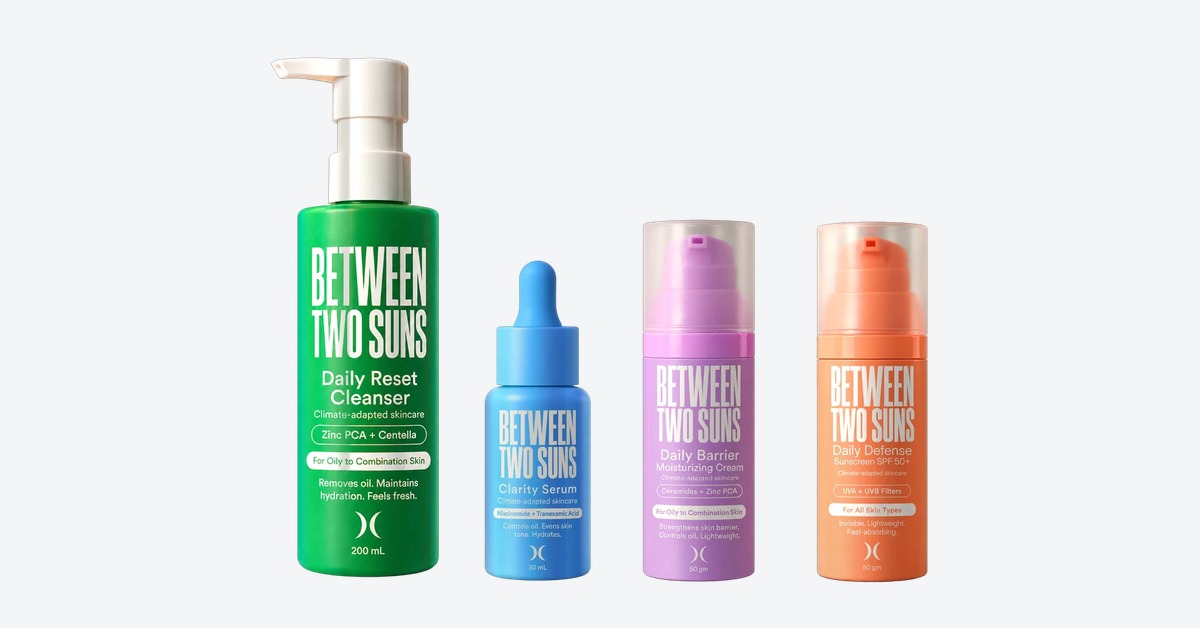 BETWEEN
TWO SUNS
Daily Reset
Cleanser
Climate-adapted skincare
Zinc PCA + Centella
For Oily to Combination Skin
Removes oil. Maintains
hydration. Feels fresh.
200 mL
BETWEEN
TWO SUNS
Clarity Serum
Climate-adapted skincare
Niacinamide + Tranexamic Acid
Controls oil. Evens skin
tone. Hydrates.
30 mL
BETWEEN
TWO SUNS
Daily Barrier
Moisturizing Cream
Climate-adapted skincare
Ceramides + Zinc PCA
For Oily to Combination Skin
Strengthens skin barrier.
Controls oil. Lightweight.
50 gm
BETWEEN
TWO SUNS
Daily Defense
Sunscreen SPF 50+
Climate-adapted skincare
UVA + UVB Filters
For All Skin Types
Invisible. Lightweight.
Fast-absorbing.
50 gm